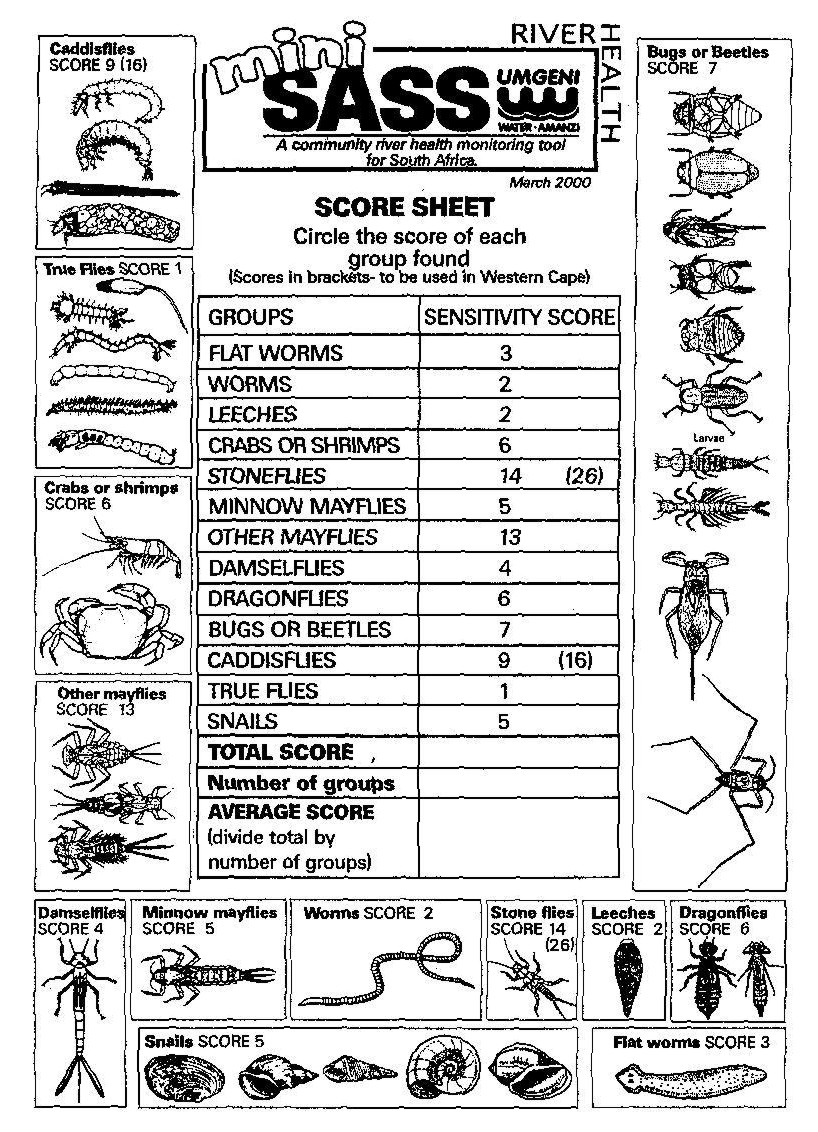 RIVER HEALTH
mini
SASS
UMGENI
WATER · AMANZI
A community river health monitoring tool
for South Africa.
March 2000
SCORE SHEET
Circle the score of each
group found
(Scores in brackets- to be used in Western Cape)
GROUPS SENSITIVITY SCORE
FLAT WORMS 3
WORMS 2
LEECHES 2
CRABS OR SHRIMPS 6
STONEFLIES 14 (26)
MINNOW MAYFLIES 5
OTHER MAYFLIES 13
DAMSELFLIES 4
DRAGONFLIES 6
BUGS OR BEETLES 7
CADDISFLIES 9 (16)
TRUE FLIES 1
SNAILS 5
TOTAL SCORE
Number of groups
AVERAGE SCORE
(divide total by
number of groups)
Caddisflies
SCORE 9 (16)
True Flies SCORE 1
Crabs or shrimps
SCORE 6
Other mayflies
SCORE 13
Bugs or Beetles
SCORE 7
Larvae
Damselflies
SCORE 4
Minnow mayflies
SCORE 5
Worms SCORE 2
Stone flies
SCORE 14
(26)
Leeches
SCORE 2
Dragonflies
SCORE 6
Snails SCORE 5
Flat worms SCORE 3